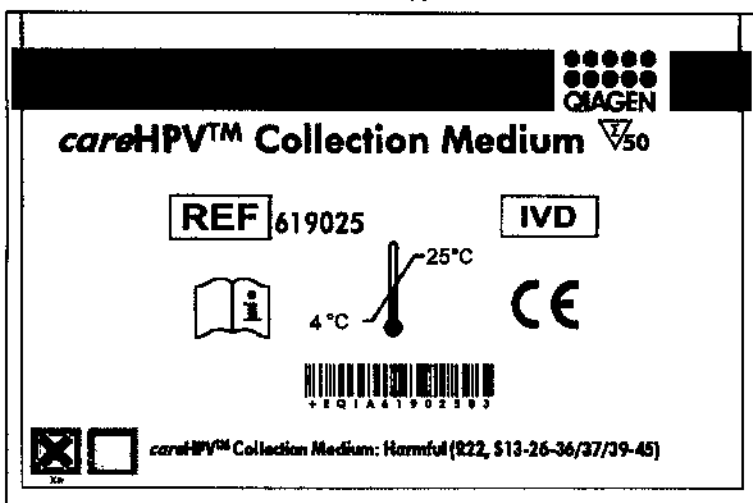 QIAGEN
careHPV™ Collection Medium Σ 50
REF 619025 IVD
25°C
i
4°C
CE
+EQIA61902583
Xn
careHPV™ Collection Medium: Harmful (R22, S13-26-36/37/39-45)